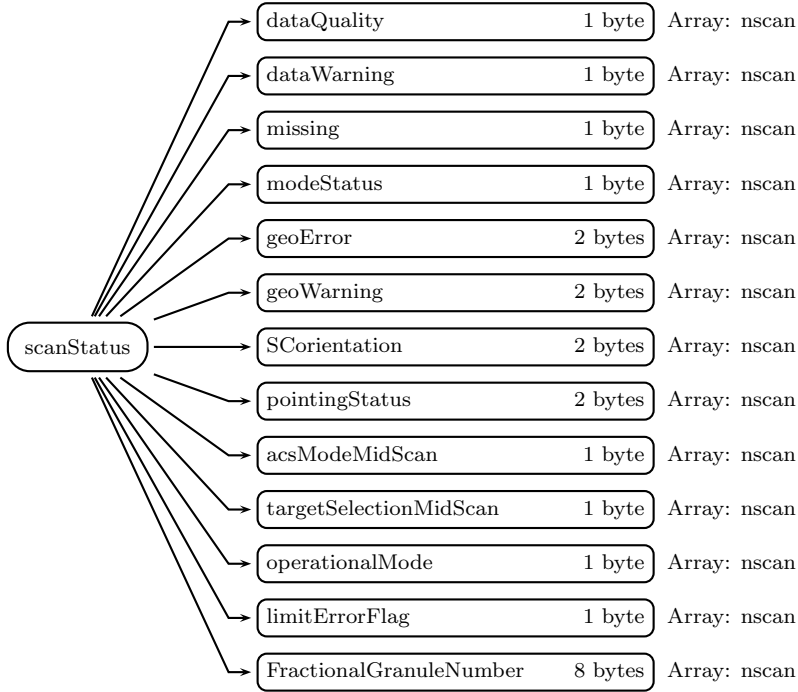 dataQuality 1 byte Array: nscan
dataWarning 1 byte Array: nscan
missing 1 byte Array: nscan
modeStatus 1 byte Array: nscan
geoError 2 bytes Array: nscan
geoWarning 2 bytes Array: nscan
scanStatus SCorientation 2 bytes Array: nscan
pointingStatus 2 bytes Array: nscan
acsModeMidScan 1 byte Array: nscan
targetSelectionMidScan 1 byte Array: nscan
operationalMode 1 byte Array: nscan
limitErrorFlag 1 byte Array: nscan
FractionalGranuleNumber 8 bytes Array: nscan